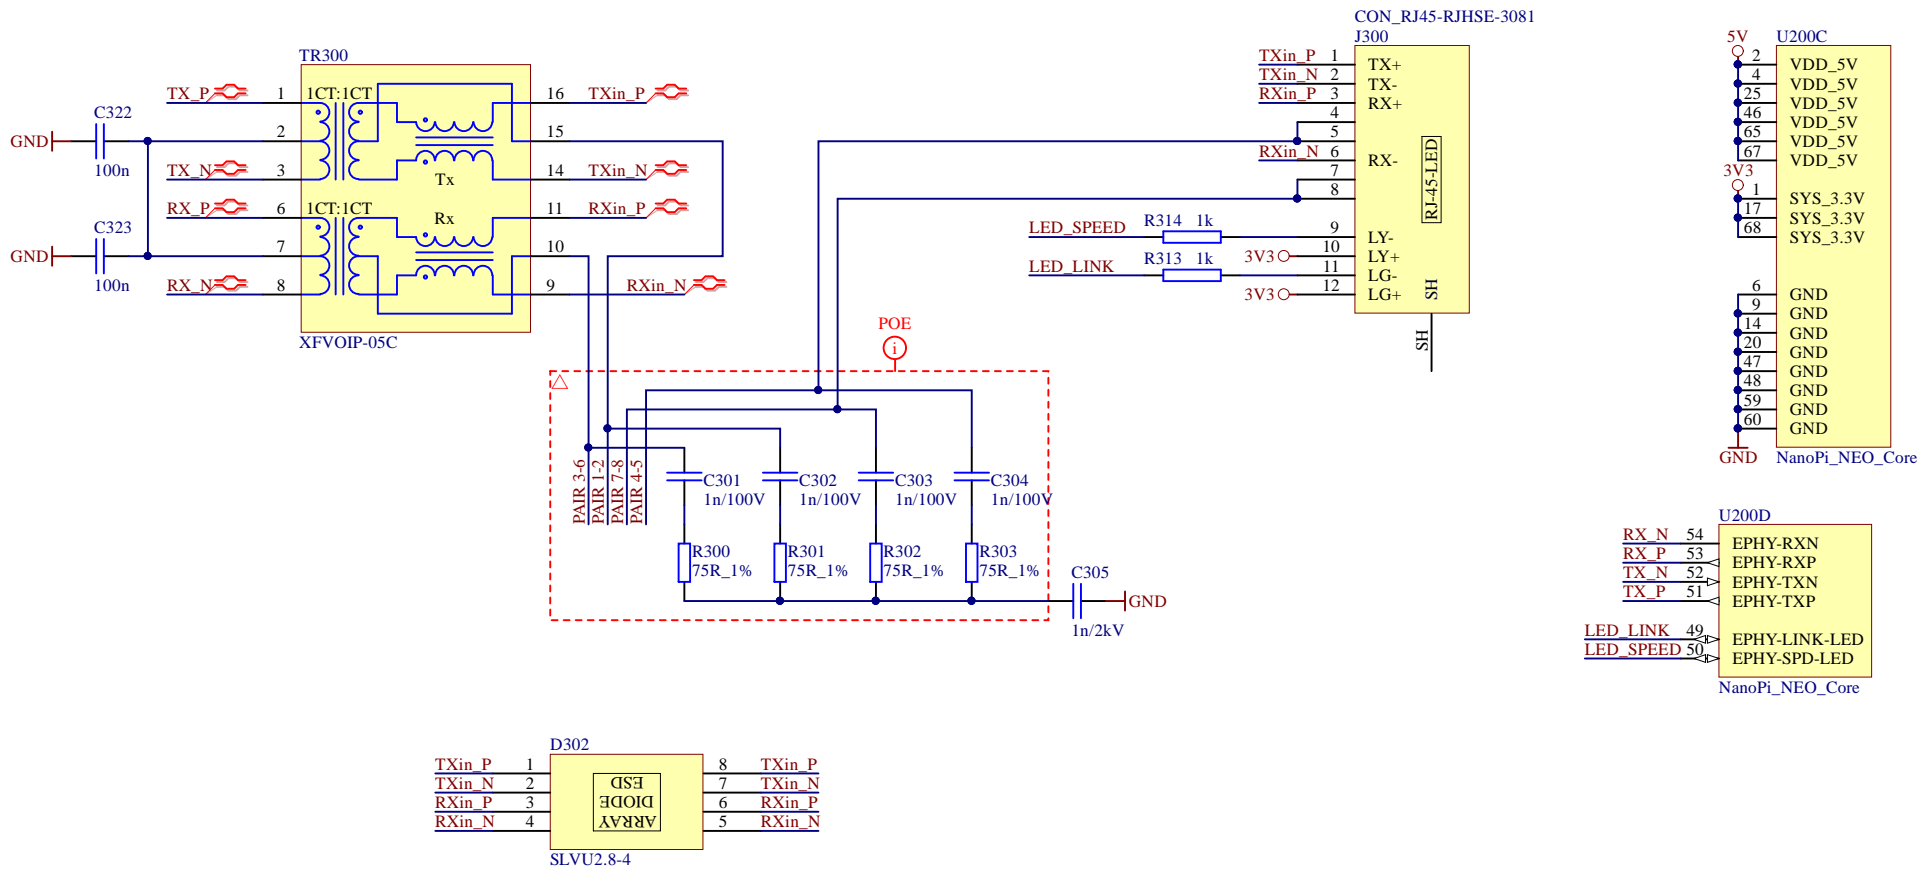 TR300
TX_P
1
1CT:1CT
16
TXin_P
C322
GND
100n
2
15
TX_N
3
Tx
14
TXin_N
RX_P
6
1CT:1CT
Rx
11
RXin_P
C323
GND
100n
7
10
RX_N
8
9
RXin_N
XFVOIP-05C
CON_RJ45-RJHSE-3081
J300
TXin_P 1 TX+
TXin_N 2 TX-
RXin_P 3 RX+
4
5
RXin_N 6 RX-
7
8
LED_SPEED R314 1k 9 LY-
3V3 10 LY+
LED_LINK R313 1k 11 LG-
3V3 12 LG+
RJ-45-LED
SH
SH
5V
U200C
2 VDD_5V
4 VDD_5V
25 VDD_5V
46 VDD_5V
65 VDD_5V
67 VDD_5V
3V3
1 SYS_3.3V
17 SYS_3.3V
68 SYS_3.3V
6 GND
9 GND
14 GND
20 GND
47 GND
48 GND
59 GND
60 GND
GND
NanoPi_NEO_Core
POE
i
PAIR 3-6
PAIR 1-2
PAIR 7-8
PAIR 4-5
C301
1n/100V
C302
1n/100V
C303
1n/100V
C304
1n/100V
R300
75R_1%
R301
75R_1%
R302
75R_1%
R303
75R_1%
C305
GND
1n/2kV
U200D
RX_N 54 EPHY-RXN
RX_P 53 EPHY-RXP
TX_N 52 EPHY-TXN
TX_P 51 EPHY-TXP
LED_LINK 49 EPHY-LINK-LED
LED_SPEED 50 EPHY-SPD-LED
NanoPi_NEO_Core
D302
TXin_P 1 8 TXin_P
TXin_N 2 7 TXin_N
RXin_P 3 6 RXin_P
RXin_N 4 5 RXin_N
ESD
DIODE
ARRAY
SLVU2.8-4